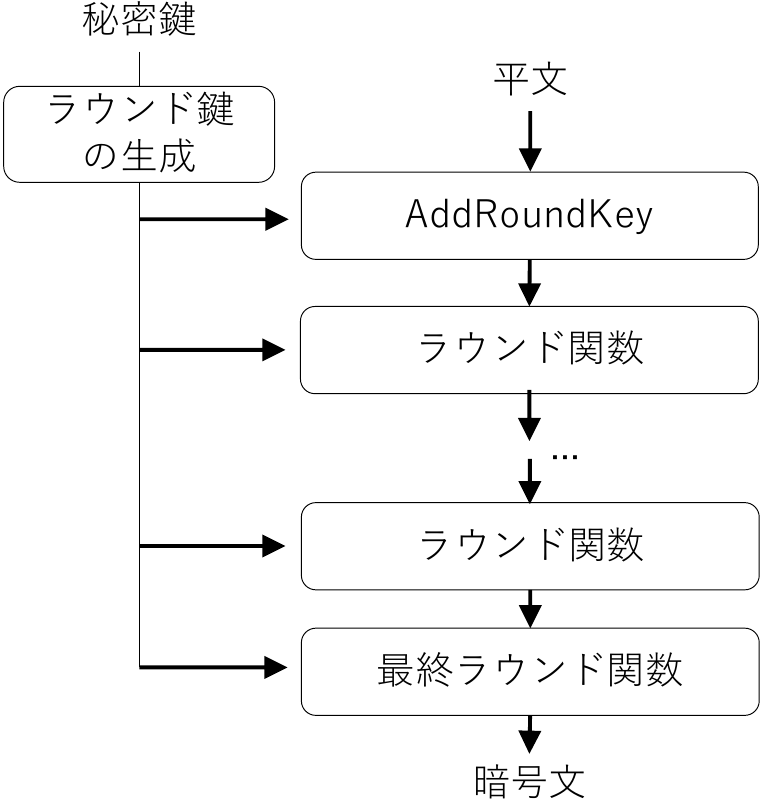 秘密鍵
ラウンド鍵
の生成
平文
AddRoundKey
ラウンド関数
...
ラウンド関数
最終ラウンド関数
暗号文